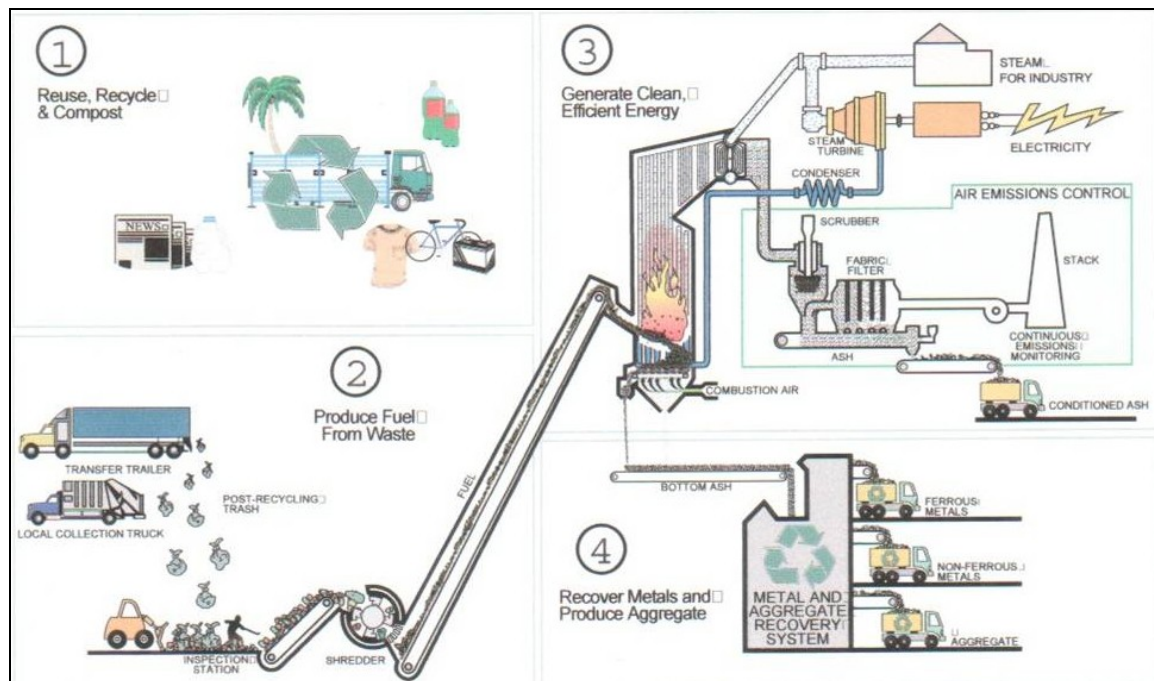 1
Reuse, Recycle□
& Compost
NEWS□
2
Produce Fuel□
From Waste
TRANSFER TRAILER
LOCAL COLLECTION TRUCK
POST-RECYCLING□
TRASH
INSPECTION□
STATION
SHREDDER
FUEL
3
Generate Clean,□
Efficient Energy
STEAM□
FOR INDUSTRY
STEAM□
TURBINE
ELECTRICITY
CONDENSER
AIR EMISSIONS CONTROL
SCRUBBER
FABRIC□
FILTER
STACK
ASH
CONTINUOUS□
EMISSIONS□
MONITORING
COMBUSTION AIR
CONDITIONED ASH
BOTTOM ASH
4
Recover Metals and□
Produce Aggregate
METAL AND□
AGGREGATE□
RECOVERY□
SYSTEM
FERROUS□
METALS
NON-FERROUS□
METALS
□
AGGREGATE